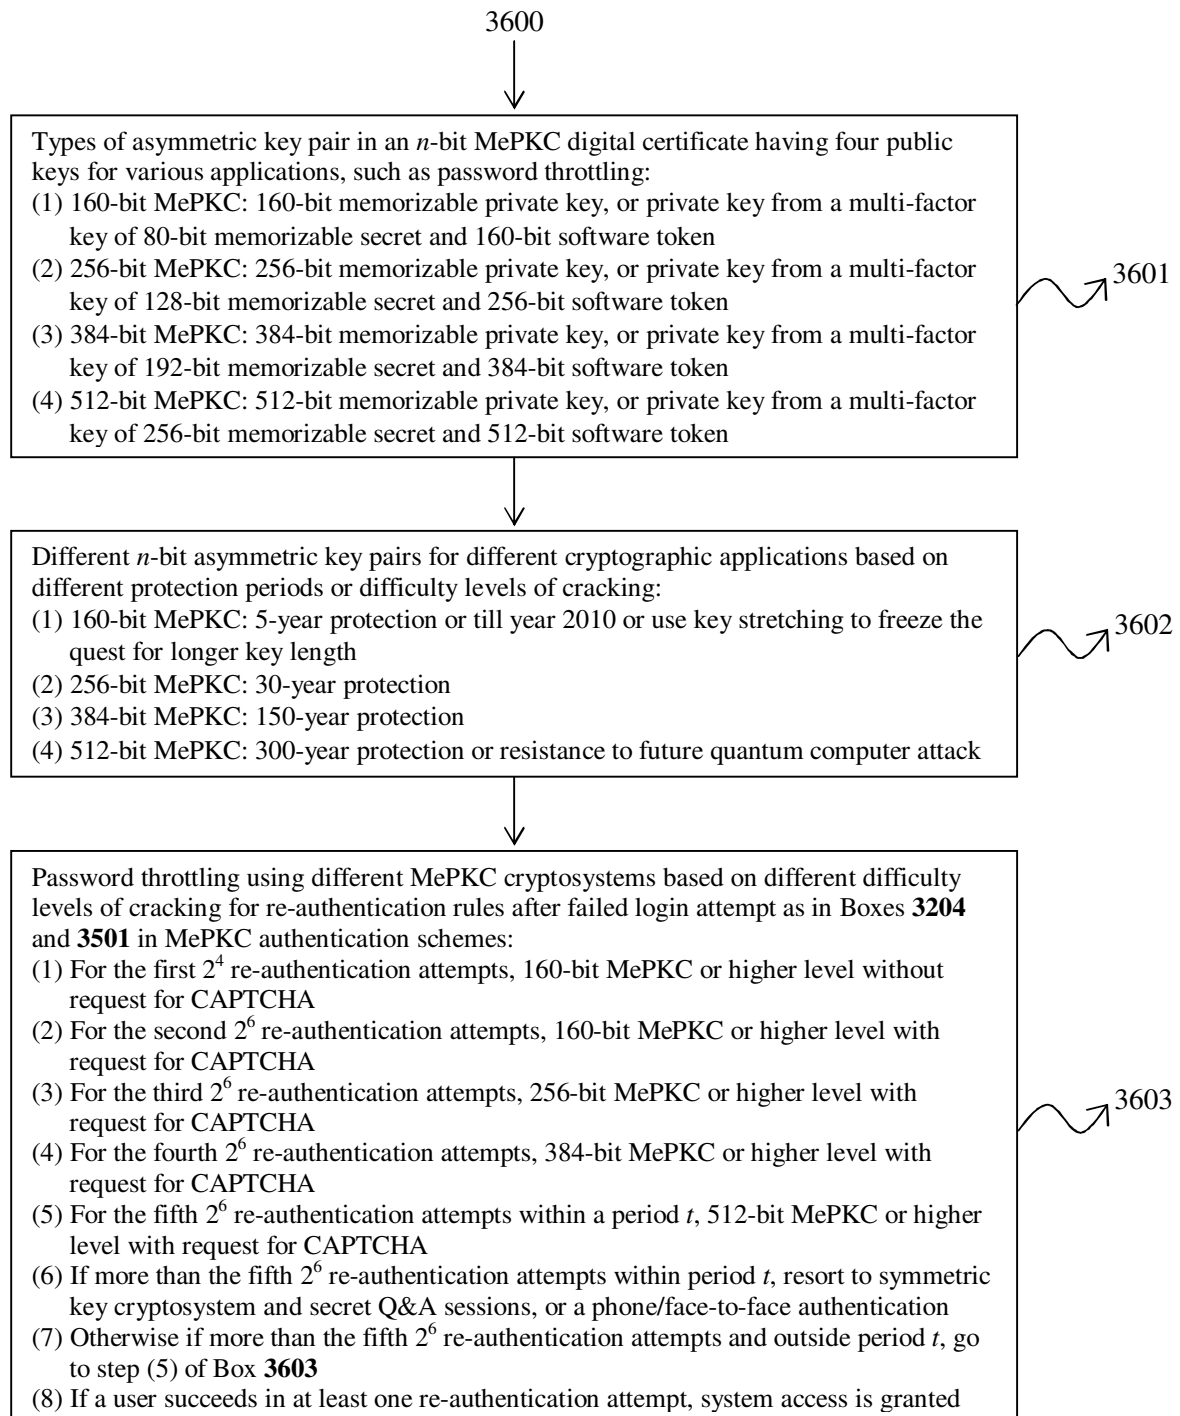 3600
Types of asymmetric key pair in an n-bit MePKC digital certificate having four public
keys for various applications, such as password throttling:
(1) 160-bit MePKC: 160-bit memorizable private key, or private key from a multi-factor
key of 80-bit memorizable secret and 160-bit software token
(2) 256-bit MePKC: 256-bit memorizable private key, or private key from a multi-factor
key of 128-bit memorizable secret and 256-bit software token
(3) 384-bit MePKC: 384-bit memorizable private key, or private key from a multi-factor
key of 192-bit memorizable secret and 384-bit software token
(4) 512-bit MePKC: 512-bit memorizable private key, or private key from a multi-factor
key of 256-bit memorizable secret and 512-bit software token
3601
Different n-bit asymmetric key pairs for different cryptographic applications based on
different protection periods or difficulty levels of cracking:
(1) 160-bit MePKC: 5-year protection or till year 2010 or use key stretching to freeze the
quest for longer key length
(2) 256-bit MePKC: 30-year protection
(3) 384-bit MePKC: 150-year protection
(4) 512-bit MePKC: 300-year protection or resistance to future quantum computer attack
3602
Password throttling using different MePKC cryptosystems based on different difficulty
levels of cracking for re-authentication rules after failed login attempt as in Boxes 3204
and 3501 in MePKC authentication schemes:
(1) For the first 2^4 re-authentication attempts, 160-bit MePKC or higher level without
request for CAPTCHA
(2) For the second 2^6 re-authentication attempts, 160-bit MePKC or higher level with
request for CAPTCHA
(3) For the third 2^6 re-authentication attempts, 256-bit MePKC or higher level with
request for CAPTCHA
(4) For the fourth 2^6 re-authentication attempts, 384-bit MePKC or higher level with
request for CAPTCHA
(5) For the fifth 2^6 re-authentication attempts within a period t, 512-bit MePKC or higher
level with request for CAPTCHA
(6) If more than the fifth 2^6 re-authentication attempts within period t, resort to symmetric
key cryptosystem and secret Q&A sessions, or a phone/face-to-face authentication
(7) Otherwise if more than the fifth 2^6 re-authentication attempts and outside period t, go
to step (5) of Box 3603
(8) If a user succeeds in at least one re-authentication attempt, system access is granted
3603